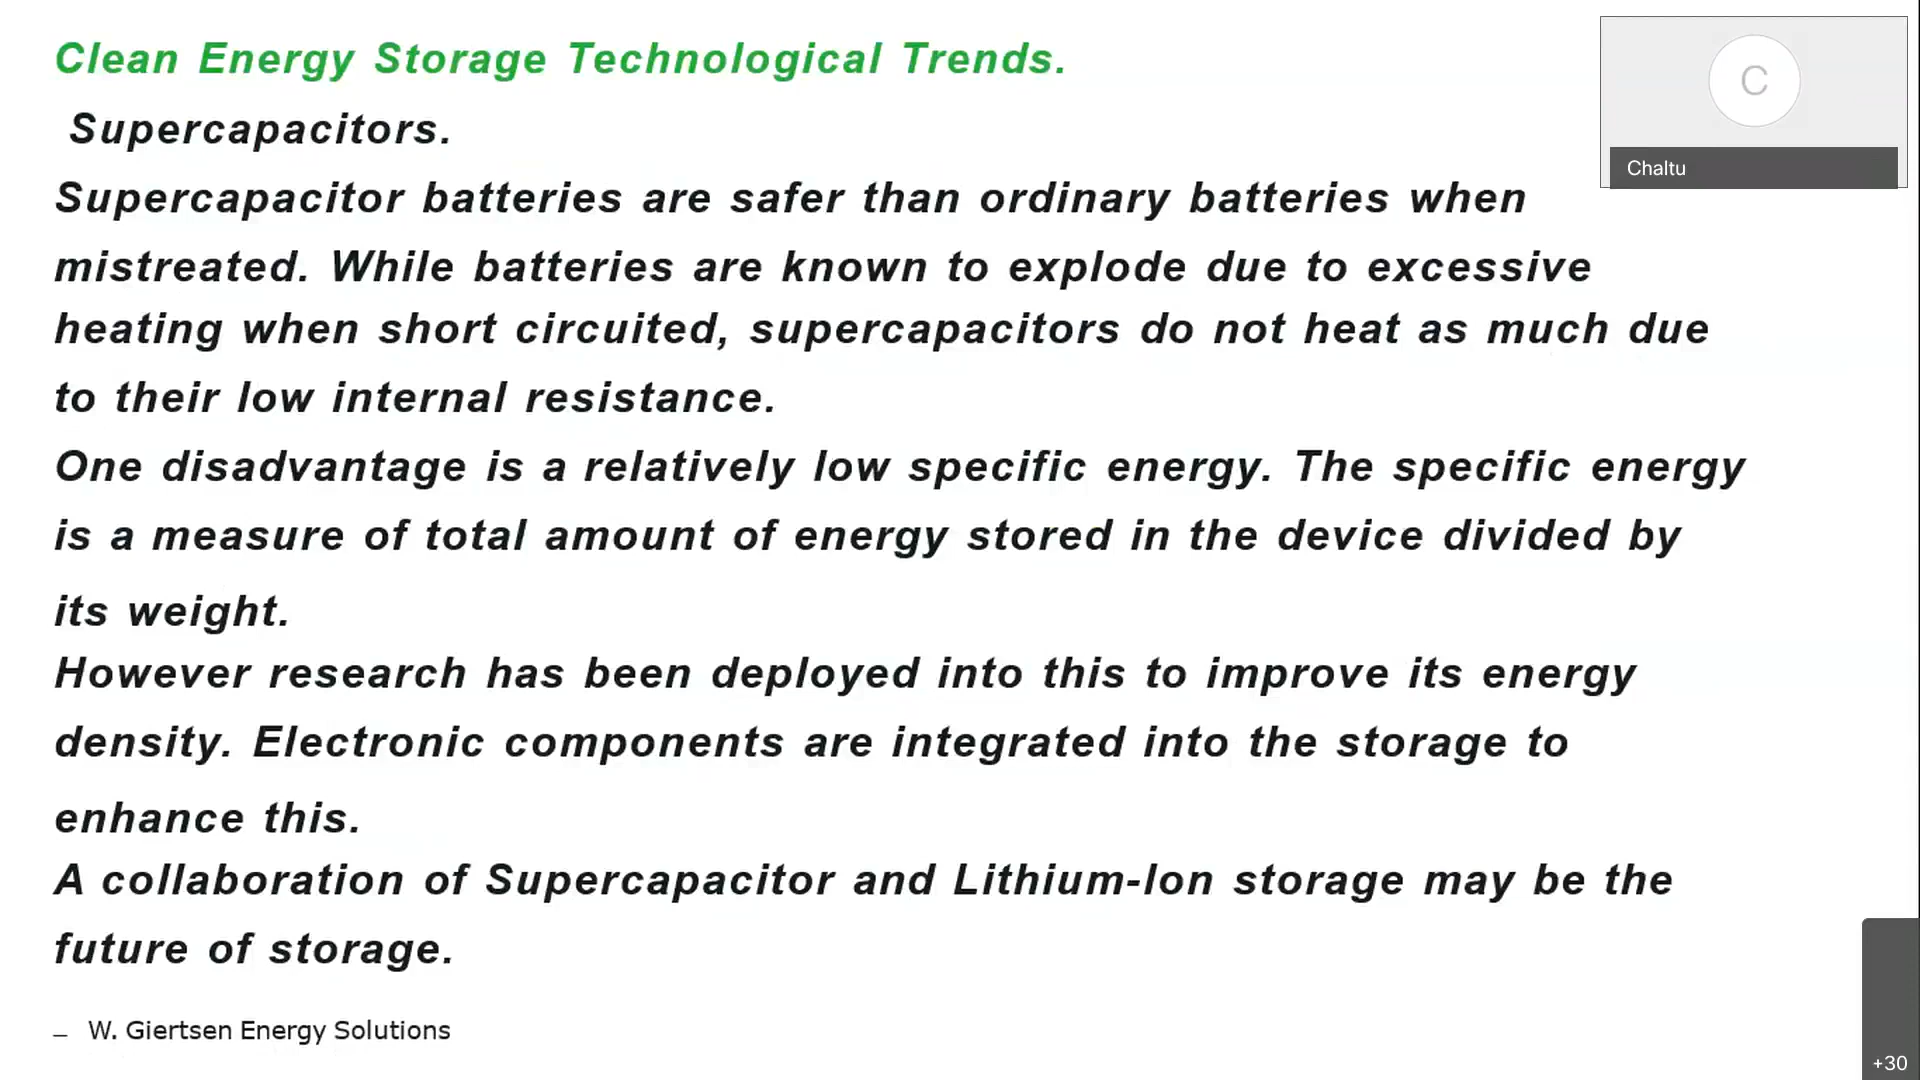 Clean Energy Storage Technological Trends.
Supercapacitors.
Supercapacitor batteries are safer than ordinary batteries when
mistreated. While batteries are known to explode due to excessive
heating when short circuited, supercapacitors do not heat as much due
to their low internal resistance.
One disadvantage is a relatively low specific energy. The specific energy
is a measure of total amount of energy stored in the device divided by
its weight.
However research has been deployed into this to improve its energy
density. Electronic components are integrated into the storage to
enhance this.
A collaboration of Supercapacitor and Lithium-Ion storage may be the
future of storage.
– W. Giertsen Energy Solutions
C
Chaltu
+30